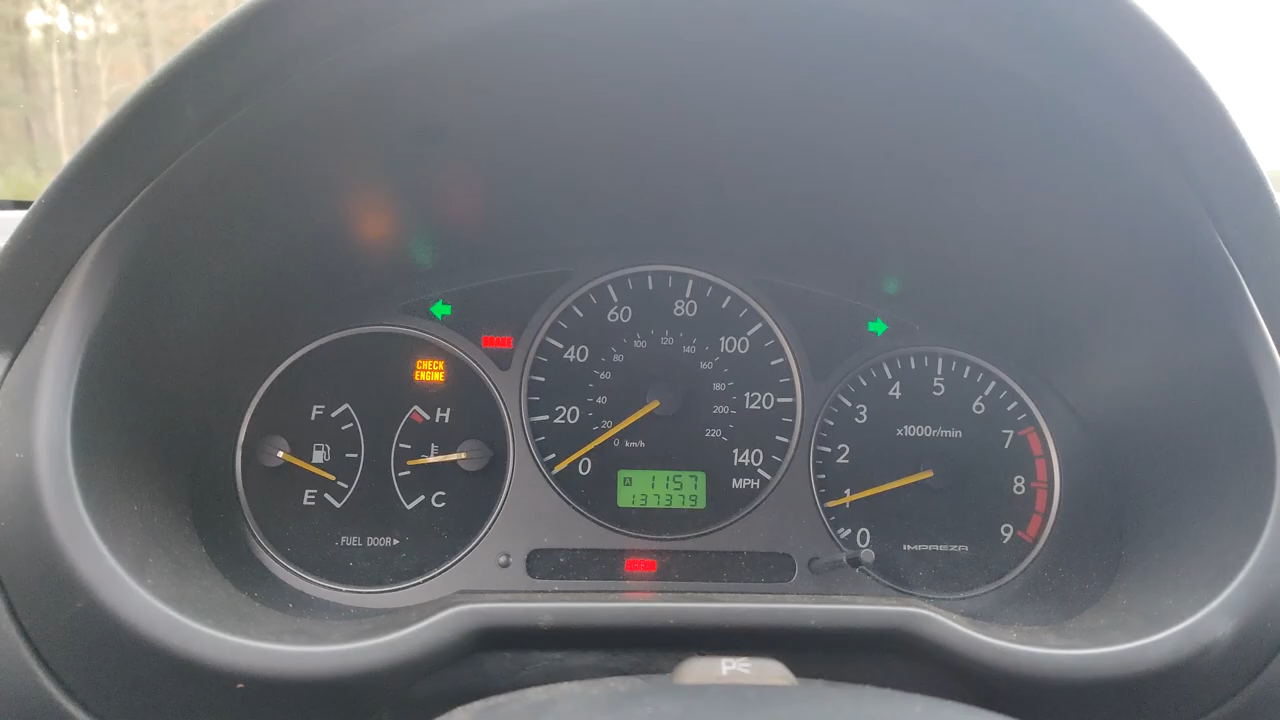 60
80
40
100
20
120
0
140
MPH
100
120
140
80
160
60
180
40
200
20
220
0 km/h
BRAKE
CHECK
ENGINE
F
E
H
C
FUEL DOOR
A 1157
137379
x1000r/min
0
1
2
3
4
5
6
7
8
9
IMPREZA
P